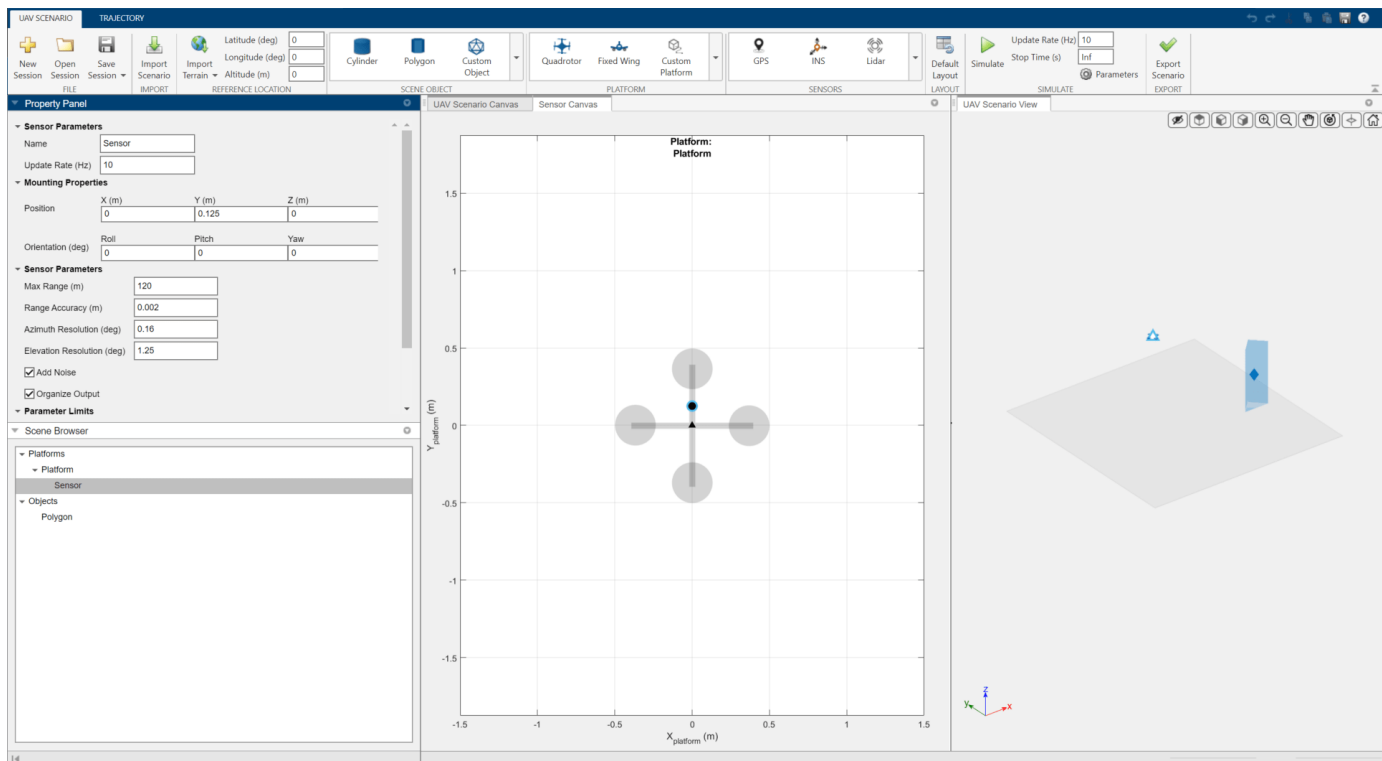 UAV SCENARIO TRAJECTORY
New Session
Open Session
Save Session
Import Scenario
Import Terrain
Latitude (deg) 0
Longitude (deg) 0
Altitude (m) 0
Cylinder
Polygon
Custom Object
Quadrotor
Fixed Wing
Custom Platform
GPS
INS
Lidar
Default Layout
Simulate
Update Rate (Hz) 10
Stop Time (s) Inf
Parameters
Export Scenario
FILE IMPORT REFERENCE LOCATION SCENE OBJECT PLATFORM SENSORS LAYOUT SIMULATE EXPORT
Property Panel
Sensor Parameters
Name Sensor
Update Rate (Hz) 10
Mounting Properties
X (m) Y (m) Z (m)
Position 0 0.125 0
Roll Pitch Yaw
Orientation (deg) 0 0 0
Sensor Parameters
Max Range (m) 120
Range Accuracy (m) 0.002
Azimuth Resolution (deg) 0.16
Elevation Resolution (deg) 1.25
Add Noise
Organize Output
Parameter Limits
Scene Browser
Platforms
Platform
Sensor
Objects
Polygon
UAV Scenario Canvas Sensor Canvas
Platform:
Platform
1.5
1
0.5
0
-0.5
-1
-1.5
Yplatform (m)
-1.5 -1 -0.5 0 0.5 1 1.5
Xplatform (m)
UAV Scenario View
z
y
x